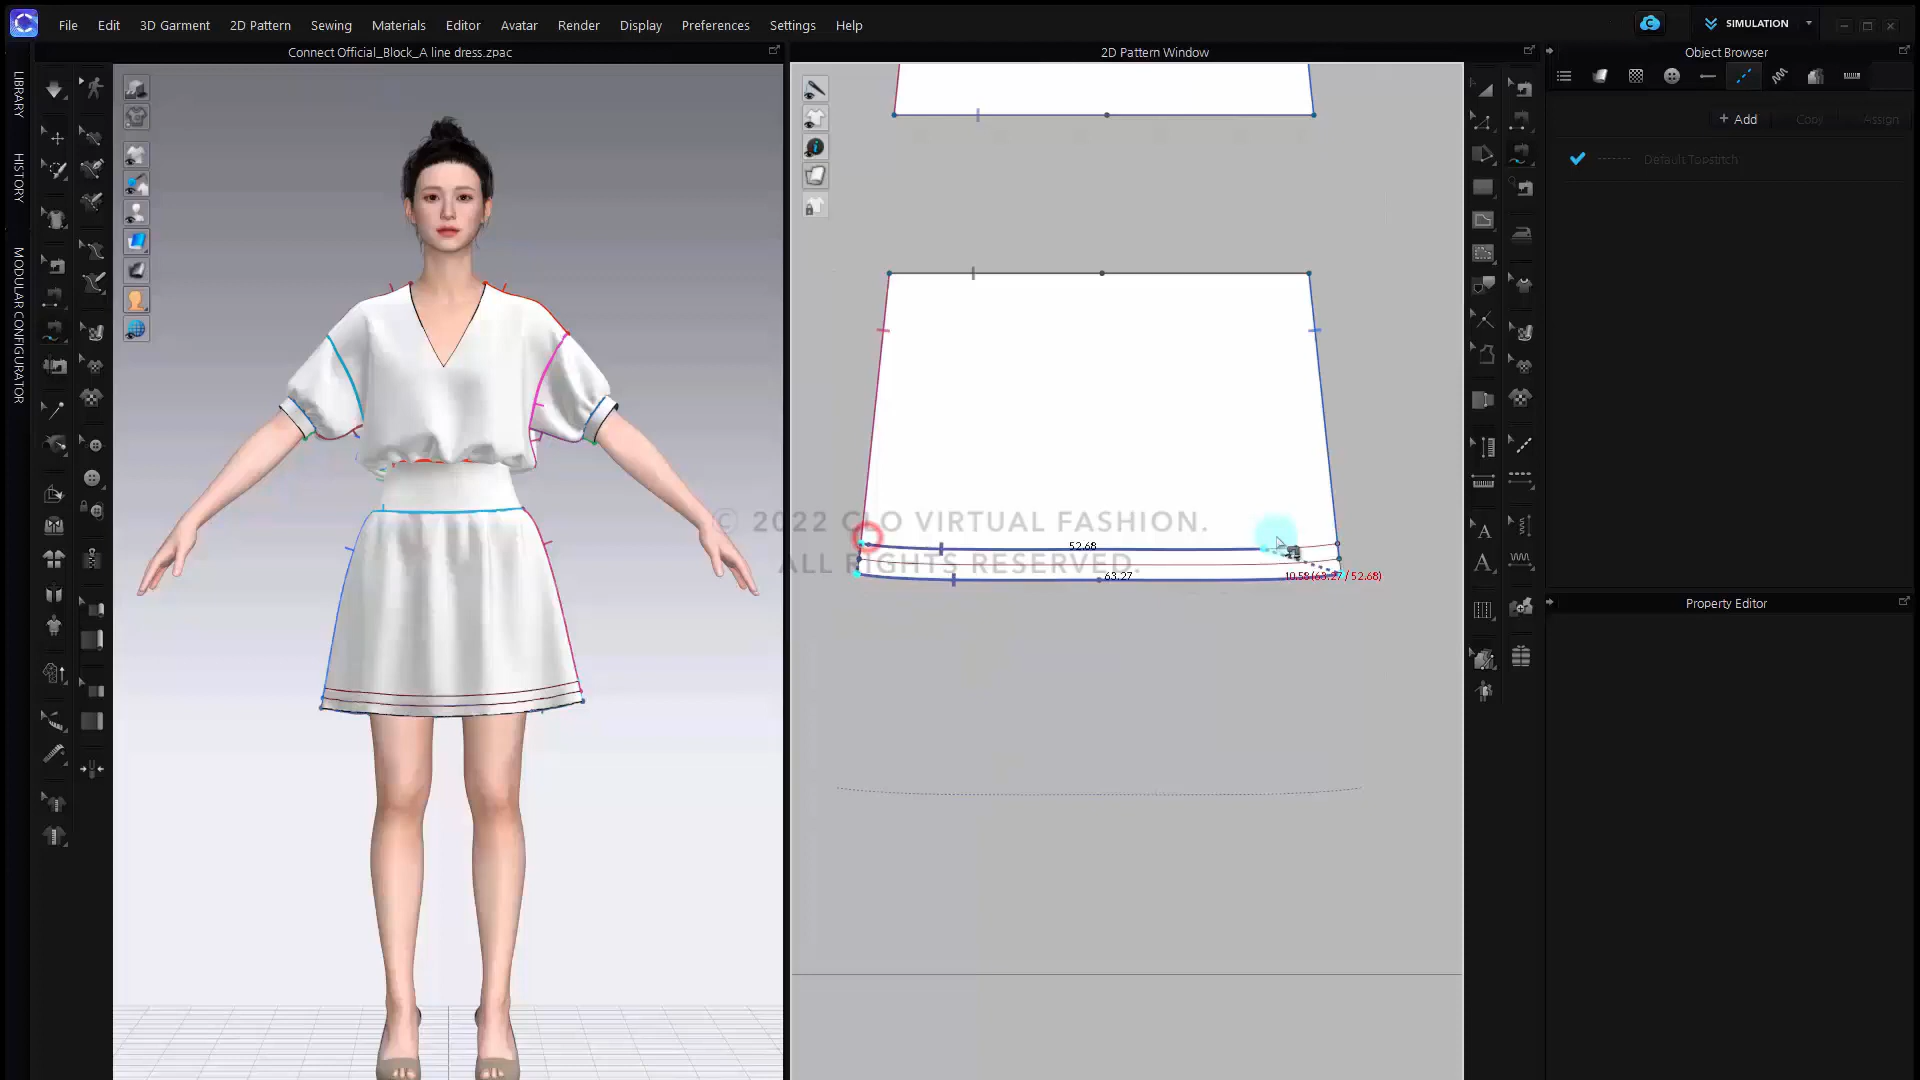 File Edit 3D Garment 2D Pattern Sewing Materials Editor Avatar Render Display Preferences Settings Help
SIMULATION
Connect Official_Block_A line dress.zpac
2D Pattern Window
Object Browser
LIBRARY
HISTORY
MODULAR CONFIGURATOR
+ Add Copy Assign
Default Topstitch
© 2022 CLO VIRTUAL FASHION.
ALL RIGHTS RESERVED.
52.68
63.27
10.58(63.27 / 52.68)
Property Editor